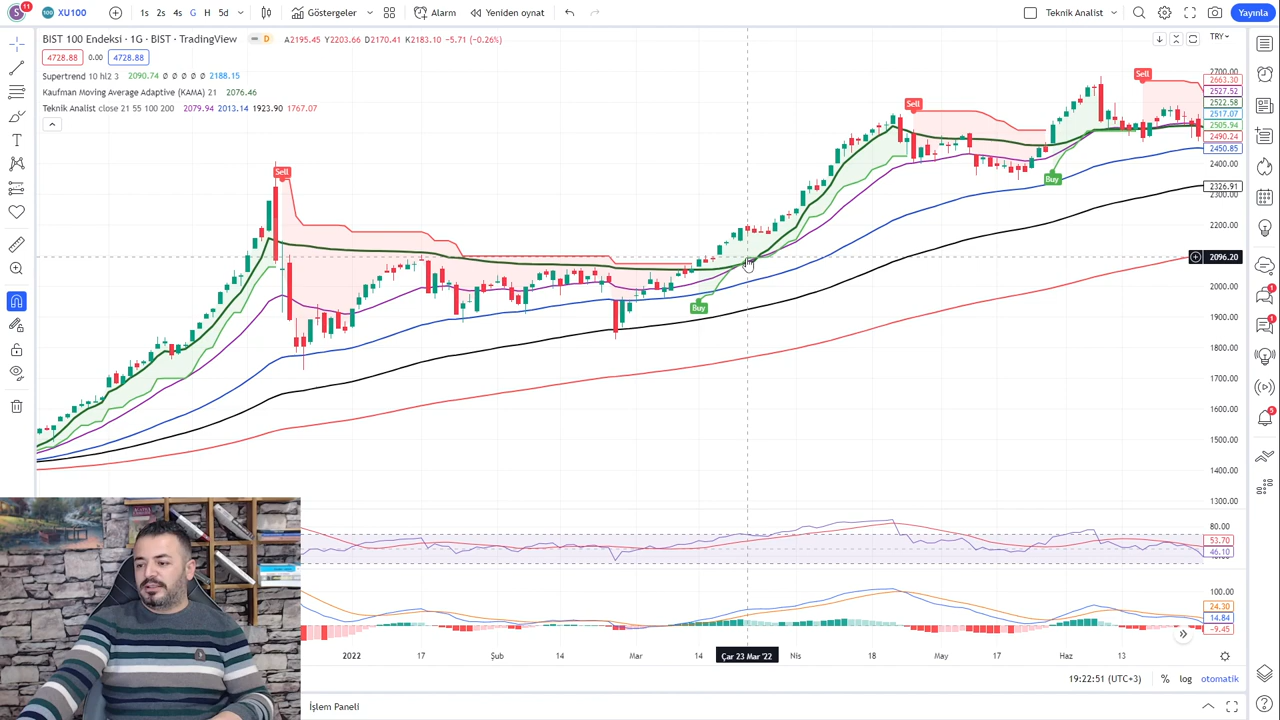 S 11 100 XU100 1s 2s 4s G H 5d Göstergeler Alarm Yeniden oynat Teknik Analist Yayınla
BIST 100 Endeksi · 1G · BIST · TradingView D A2195.45 Y2203.66 D2170.41 K2183.10 -5.71 (-0.26%)
TRY
4728.88 0.00 4728.88
Supertrend 10 hl2 3 2090.74 Ø Ø Ø Ø Ø 2188.15
Kaufman Moving Average Adaptive (KAMA) 21 2076.46
Teknik Analist close 21 55 100 200 2079.94 2013.14 1923.90 1767.07
2700.00
2663.30
2527.52
2522.58
2517.07
2505.94
2490.24
2450.85
2400.00
2326.91
2300.00
2200.00
2096.20
2000.00
1900.00
1800.00
1700.00
1600.00
1500.00
1400.00
1300.00
Sell
Sell
Sell
Buy
Buy
80.00
53.70
46.10
100.00
24.30
14.84
-9.45
1
1
5
2022 17 Şub 14 Mar 14 Çar 23 Mar '22 Nis 18 May 17 Haz 13
19:22:51 (UTC+3) % log otomatik
İşlem Paneli